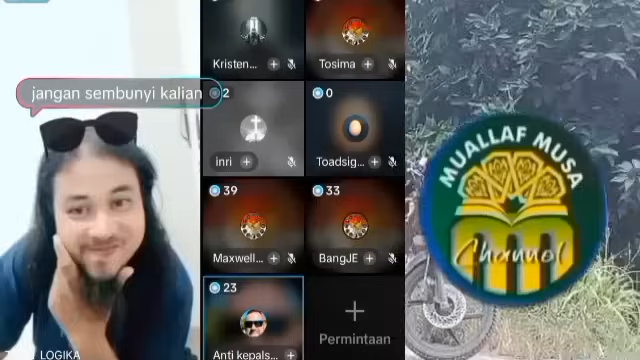 jangan sembunyi kalian
LOGIKA
Kristen...
Tosima
2
0
inri
Toadsig...
39
33
Maxwell...
BangJE
23
Anti kepals...
Permintaan
MUALLAF MUSA
Channel